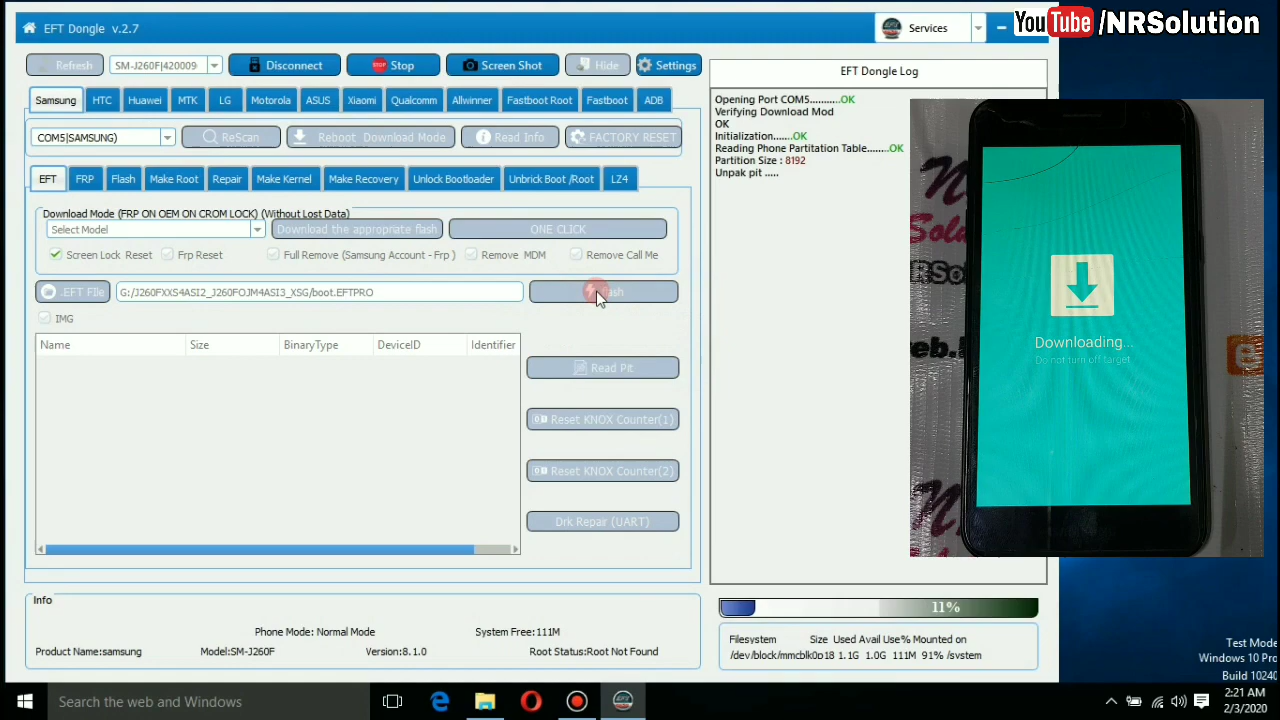 EFT Dongle v.2.7
Services
YouTube /NRSolution
Refresh
SM-J260F|420009
Disconnect
Stop
Screen Shot
Hide
Settings
Samsung
HTC
Huawei
MTK
LG
Motorola
ASUS
Xiaomi
Qualcomm
Allwinner
Fastboot Root
Fastboot
ADB
COM5(SAMSUNG)
ReScan
Reboot Download Mode
Read Info
FACTORY RESET
EFT
FRP
Flash
Make Root
Repair
Make Kernel
Make Recovery
Unlock Bootloader
Unbrick Boot /Root
LZ4
Download Mode (FRP ON OEM ON CROM LOCK) (Without Lost Data)
Select Model
Download the appropriate flash
ONE CLICK
Screen Lock Reset
Frp Reset
Full Remove (Samsung Account - Frp )
Remove MDM
Remove Call Me
.EFT FIle
G:/J260FXXS4ASI2_J260FOJM4ASI3_XSG/boot.EFTPRO
IMG
Name
Size
BinaryType
DeviceID
Identifier
Read Pit
Reset KNOX Counter(1)
Reset KNOX Counter(2)
Drk Repair (UART)
EFT Dongle Log
Opening Port COM5..........OK
Verifying Download Mod
OK
Initialization......OK
Reading Phone Partitation Table.......OK
Partition Size : 8192
Unpak pit .....
Downloading...
Do not turn off target
Info
Phone Mode: Normal Mode
System Free:111M
Product Name:samsung
Model:SM-J260F
Version:8.1.0
Root Status:Root Not Found
11%
Filesystem Size Used Avail Use% Mounted on
/dev/block/mmcblk0p18 1.1G 1.0G 111M 91% /system
Test Mode
Windows 10 Pro
Build 10240
Search the web and Windows
2:21 AM
2/3/2020